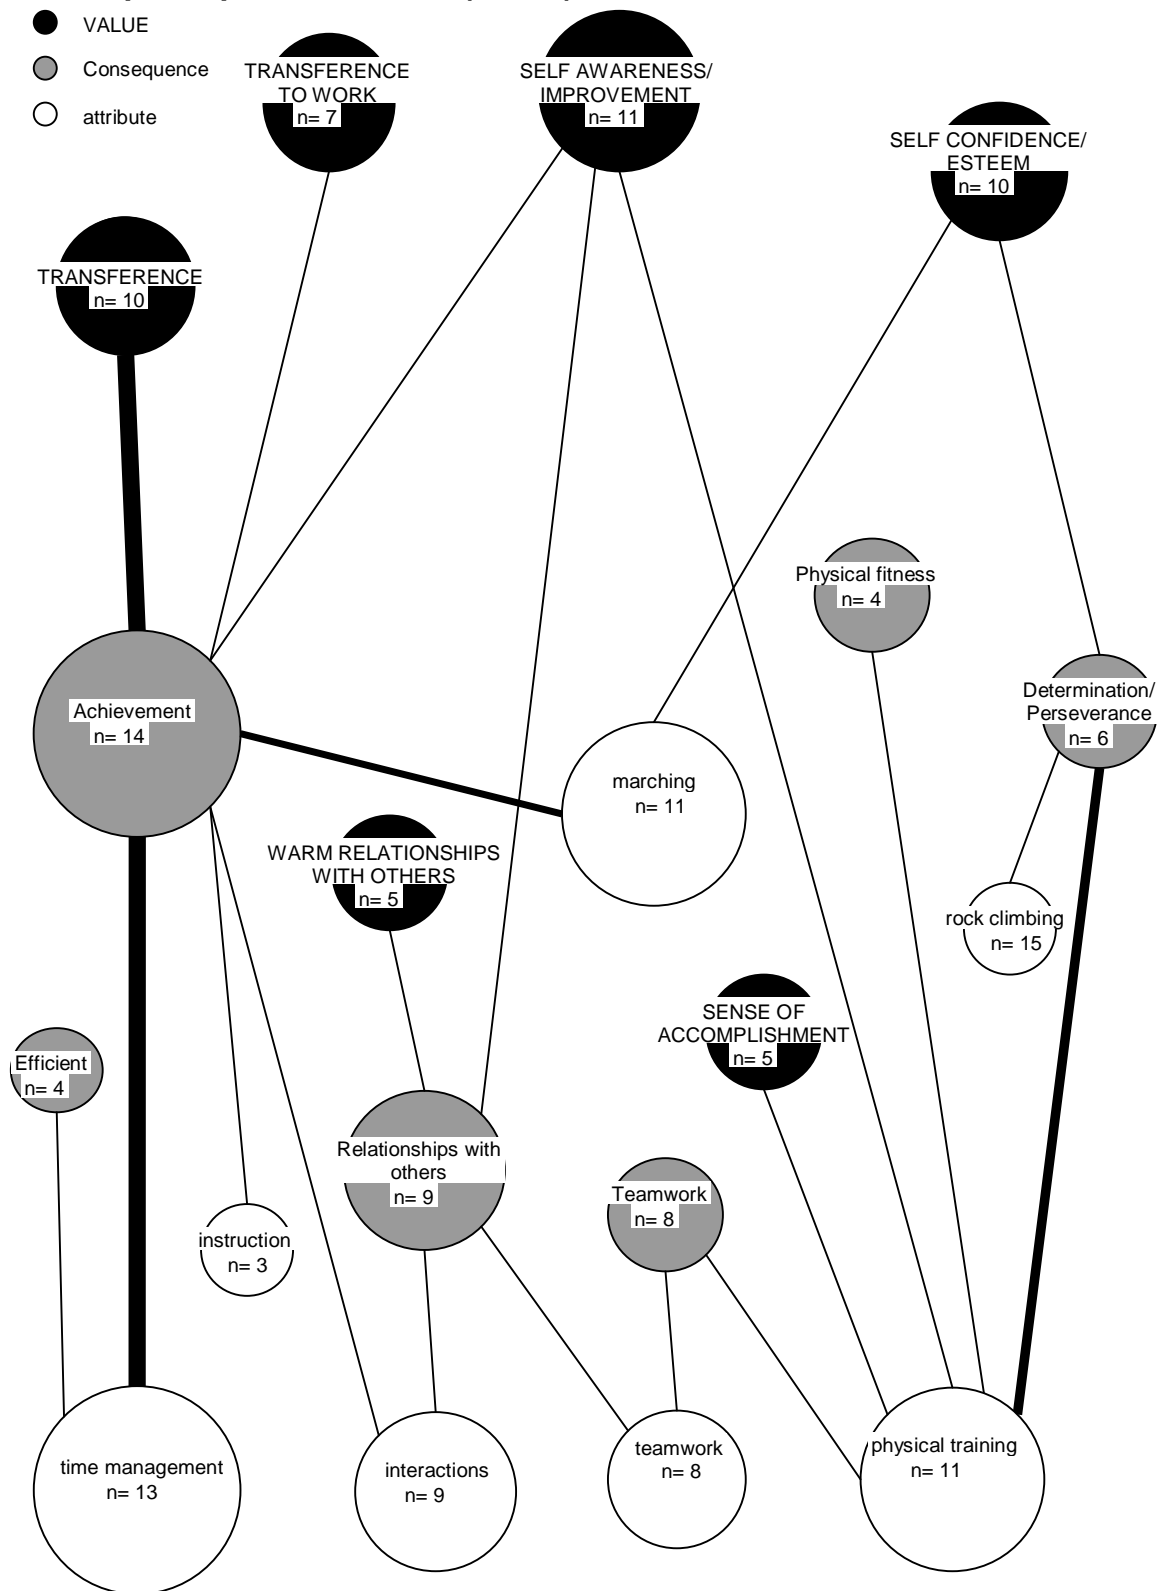 VALUE
Consequence
attribute
TRANSFERENCE
TO WORK
n= 7
SELF AWARENESS/
IMPROVEMENT
n= 11
SELF CONFIDENCE/
ESTEEM
n= 10
TRANSFERENCE
n= 10
Physical fitness
n= 4
Determination/
Perseverance
n= 6
Achievement
n= 14
marching
n= 11
WARM RELATIONSHIPS
WITH OTHERS
n= 5
rock climbing
n= 15
SENSE OF
ACCOMPLISHMENT
n= 5
Efficient
n= 4
Relationships with
others
n= 9
Teamwork
n= 8
instruction
n= 3
time management
n= 13
interactions
n= 9
teamwork
n= 8
physical training
n= 11